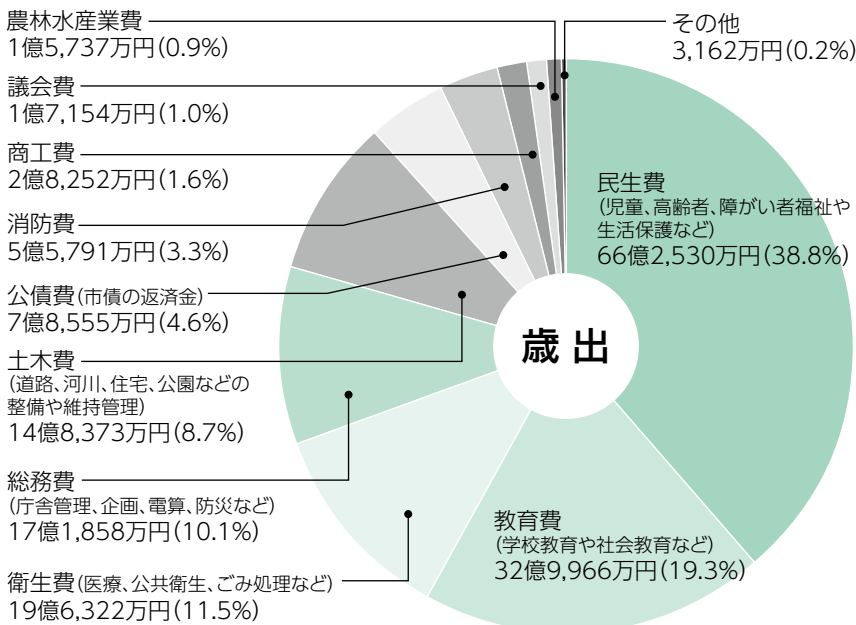 農林水産業費
1億5,737万円(0.9%)
議会費
1億7,154万円(1.0%)
商工費
2億8,252万円(1.6%)
消防費
5億5,791万円(3.3%)
公債費(市債の返済金)
7億8,555万円(4.6%)
土木費
(道路、河川、住宅、公園などの
整備や維持管理)
14億8,373万円(8.7%)
総務費
(庁舎管理、企画、電算、防災など)
17億1,858万円(10.1%)
衛生費(医療、公共衛生、ごみ処理など)
19億6,322万円(11.5%)
その他
3,162万円(0.2%)
民生費
(児童、高齢者、障がい者福祉や
生活保護など)
66億2,530万円(38.8%)
歳出
教育費
(学校教育や社会教育など)
32億9,966万円(19.3%)